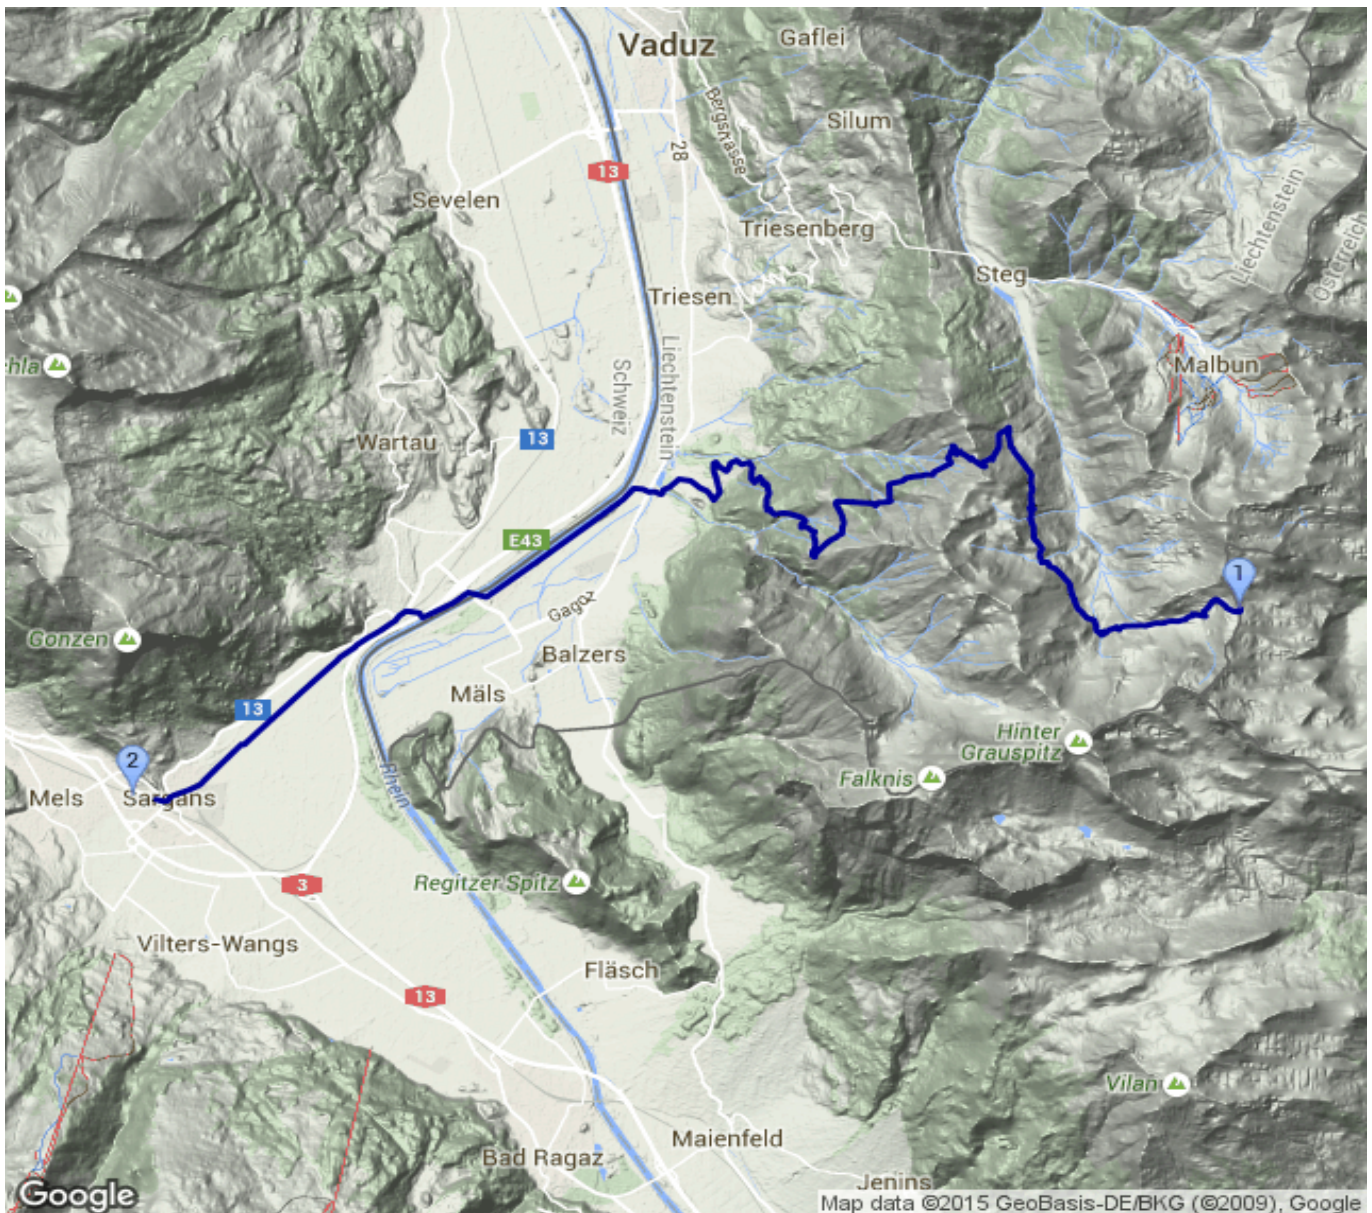 Vaduz
Gaflei
Bergstrasse
Silum
28
13
Sevelen
Triesenberg
Liechtenstein
Österreich
Steg
Triesen
Liechtenstein
Schweiz
chla
Malbun
13
Wartau
E43
1
Gagoz
Gonzen
Balzers
Mäls
13
Hinter
Grauspitz
2
Falknis
Mels
Sargans
Rhein
3
Regitzer Spitz
Vilters-Wangs
Fläsch
13
Vilan
Maienfeld
Bad Ragaz
Jenins
Google
Map data ©2015 GeoBasis-DE/BKG (©2009), Google